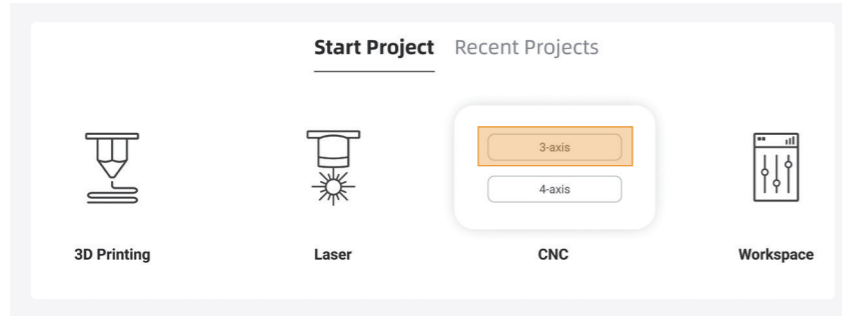 Start Project Recent Projects
3-axis
4-axis
3D Printing Laser CNC Workspace